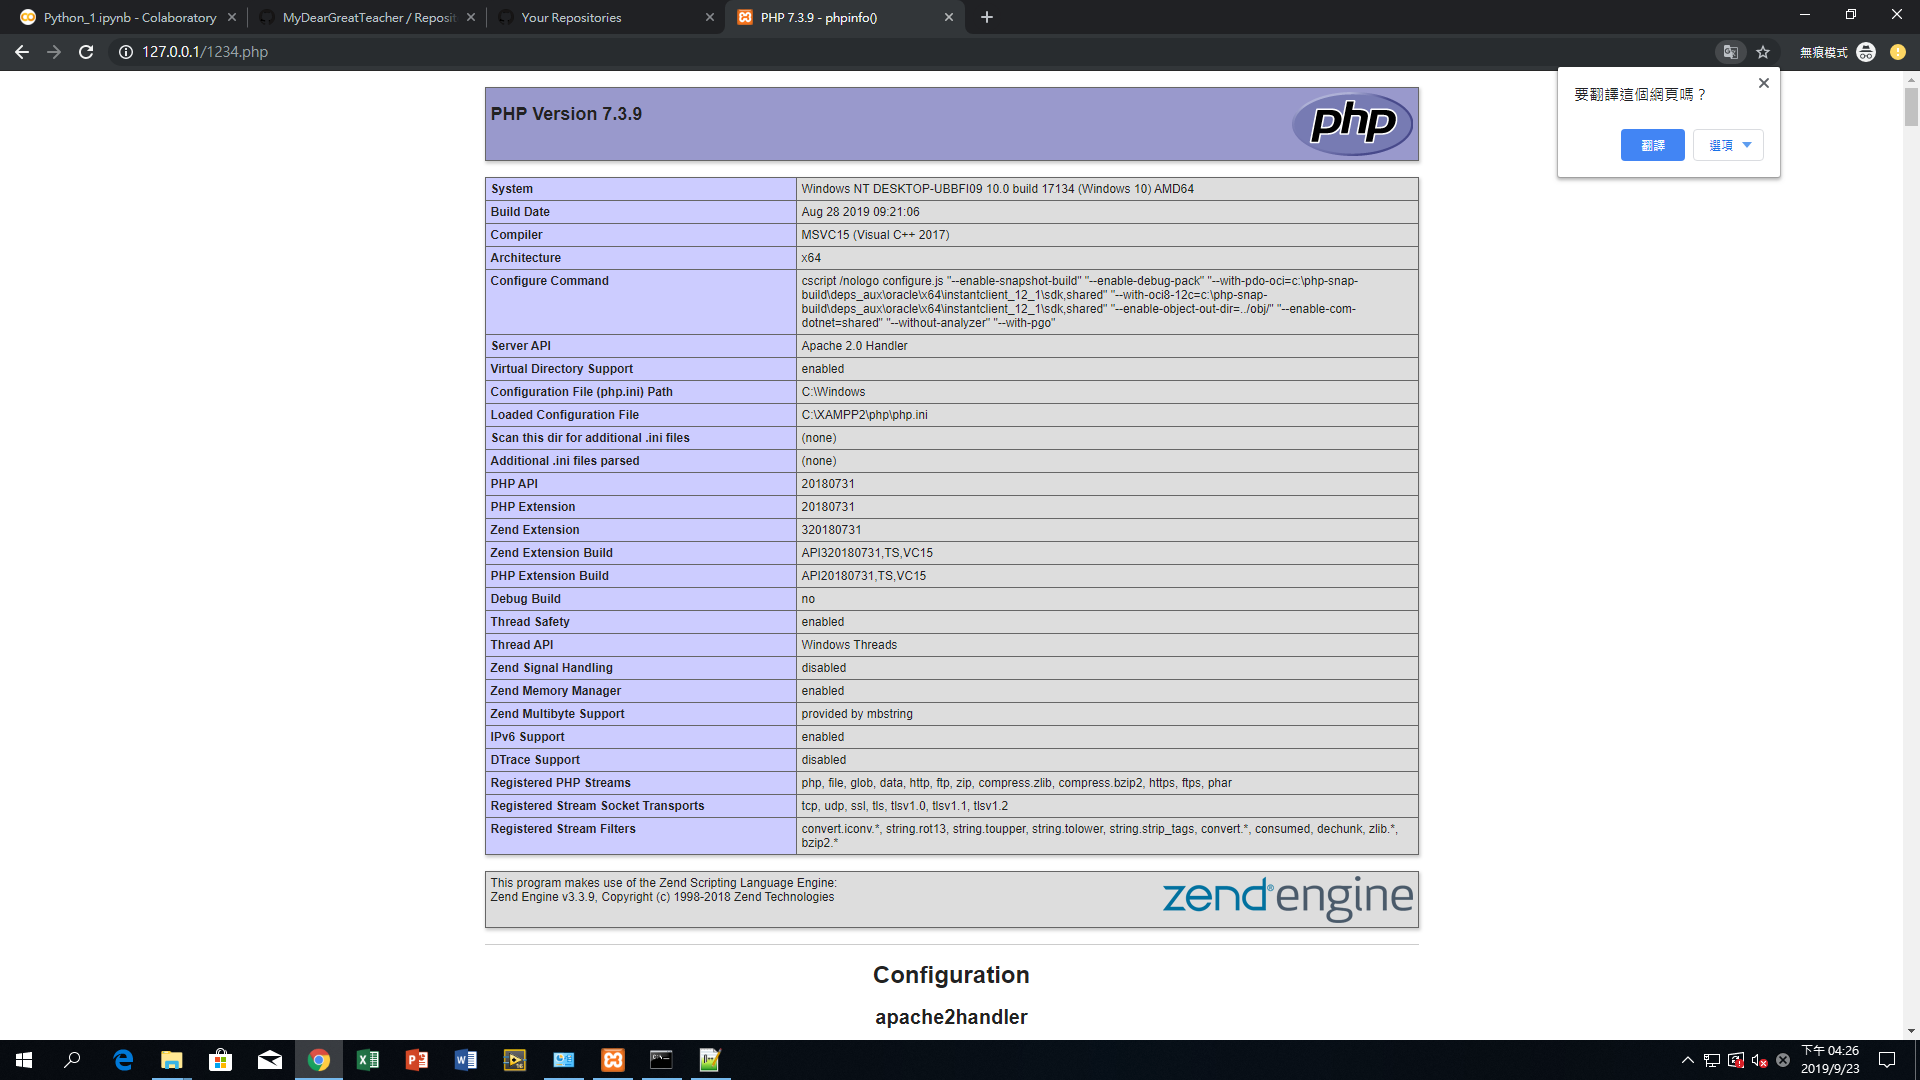 Python_1.ipynb - Colaboratory
MyDearGreatTeacher / Reposit
Your Repositories
PHP 7.3.9 - phpinfo()
127.0.0.1/1234.php
無痕模式
要翻譯這個網頁嗎？
翻譯
選項
PHP Version 7.3.9
php
System Windows NT DESKTOP-UBBFI09 10.0 build 17134 (Windows 10) AMD64
Build Date Aug 28 2019 09:21:06
Compiler MSVC15 (Visual C++ 2017)
Architecture x64
Configure Command cscript /nologo configure.js "--enable-snapshot-build" "--enable-debug-pack" "--with-pdo-oci=c:\php-snap-
build\deps_aux\oracle\x64\instantclient_12_1\sdk,shared" "--with-oci8-12c=c:\php-snap-
build\deps_aux\oracle\x64\instantclient_12_1\sdk,shared" "--enable-object-out-dir=../obj/" "--enable-com-
dotnet=shared" "--without-analyzer" "--with-pgo"
Server API Apache 2.0 Handler
Virtual Directory Support enabled
Configuration File (php.ini) Path C:\Windows
Loaded Configuration File C:\XAMPP2\php\php.ini
Scan this dir for additional .ini files (none)
Additional .ini files parsed (none)
PHP API 20180731
PHP Extension 20180731
Zend Extension 320180731
Zend Extension Build API320180731,TS,VC15
PHP Extension Build API20180731,TS,VC15
Debug Build no
Thread Safety enabled
Thread API Windows Threads
Zend Signal Handling disabled
Zend Memory Manager enabled
Zend Multibyte Support provided by mbstring
IPv6 Support enabled
DTrace Support disabled
Registered PHP Streams php, file, glob, data, http, ftp, zip, compress.zlib, compress.bzip2, https, ftps, phar
Registered Stream Socket Transports tcp, udp, ssl, tls, tlsv1.0, tlsv1.1, tlsv1.2
Registered Stream Filters convert.iconv.*, string.rot13, string.toupper, string.tolower, string.strip_tags, convert.*, consumed, dechunk, zlib.*,
bzip2.*
This program makes use of the Zend Scripting Language Engine:
Zend Engine v3.3.9, Copyright (c) 1998-2018 Zend Technologies
zend® engine
Configuration
apache2handler
下午 04:26
2019/9/23